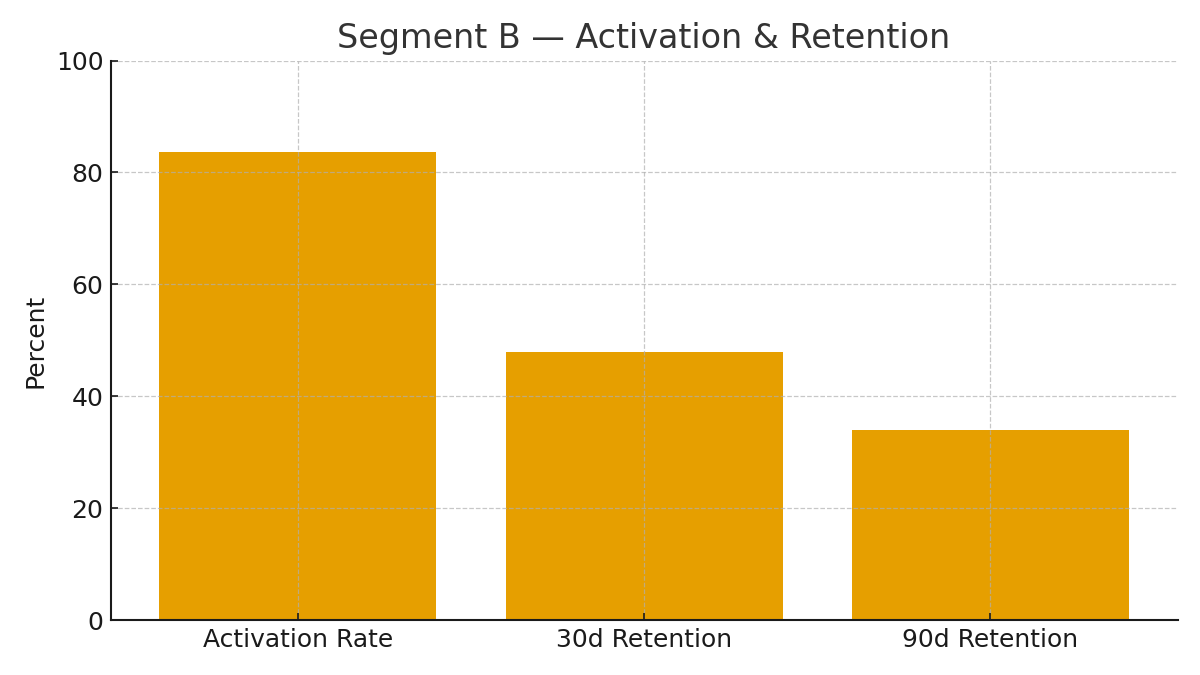 Segment B — Activation & Retention
100
80
60
40
20
0
Percent
Activation Rate
30d Retention
90d Retention